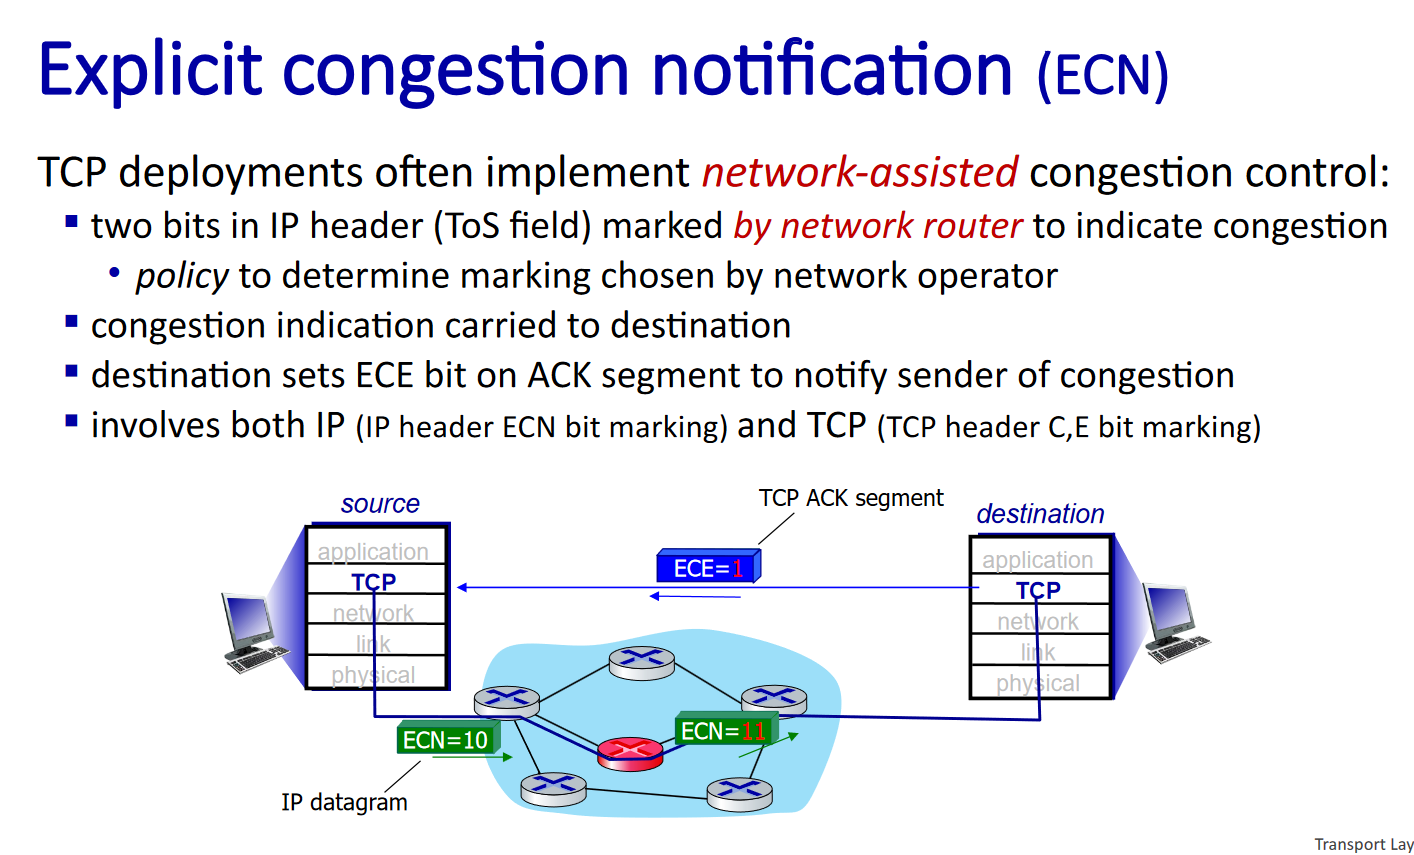 Explicit congestion notification (ECN)
TCP deployments often implement network-assisted congestion control:
two bits in IP header (ToS field) marked by network router to indicate congestion
policy to determine marking chosen by network operator
congestion indication carried to destination
destination sets ECE bit on ACK segment to notify sender of congestion
involves both IP (IP header ECN bit marking) and TCP (TCP header C,E bit marking)
source
application
TCP
network
link
physical
TCP ACK segment
ECE=1
destination
application
TCP
network
link
physical
ECN=10
ECN=11
IP datagram
Transport Lay